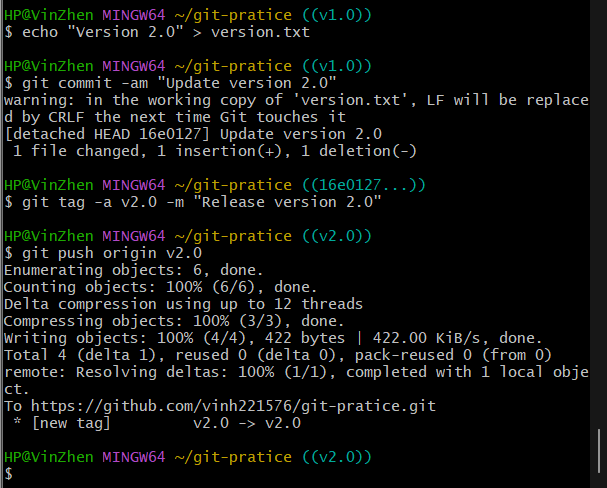 HP@VinZhen MINGW64 ~/git-pratice ((v1.0))
$ echo "Version 2.0" > version.txt
HP@VinZhen MINGW64 ~/git-pratice ((v1.0))
$ git commit -am "Update version 2.0"
warning: in the working copy of 'version.txt', LF will be replace
d by CRLF the next time Git touches it
[detached HEAD 16e0127] Update version 2.0
 1 file changed, 1 insertion(+), 1 deletion(-)
HP@VinZhen MINGW64 ~/git-pratice ((16e0127...))
$ git tag -a v2.0 -m "Release version 2.0"
HP@VinZhen MINGW64 ~/git-pratice ((v2.0))
$ git push origin v2.0
Enumerating objects: 6, done.
Counting objects: 100% (6/6), done.
Delta compression using up to 12 threads
Compressing objects: 100% (3/3), done.
Writing objects: 100% (4/4), 422 bytes | 422.00 KiB/s, done.
Total 4 (delta 1), reused 0 (delta 0), pack-reused 0 (from 0)
remote: Resolving deltas: 100% (1/1), completed with 1 local obje
ct.
To https://github.com/vinh221576/git-pratice.git
 * [new tag]         v2.0 -> v2.0
HP@VinZhen MINGW64 ~/git-pratice ((v2.0))
$